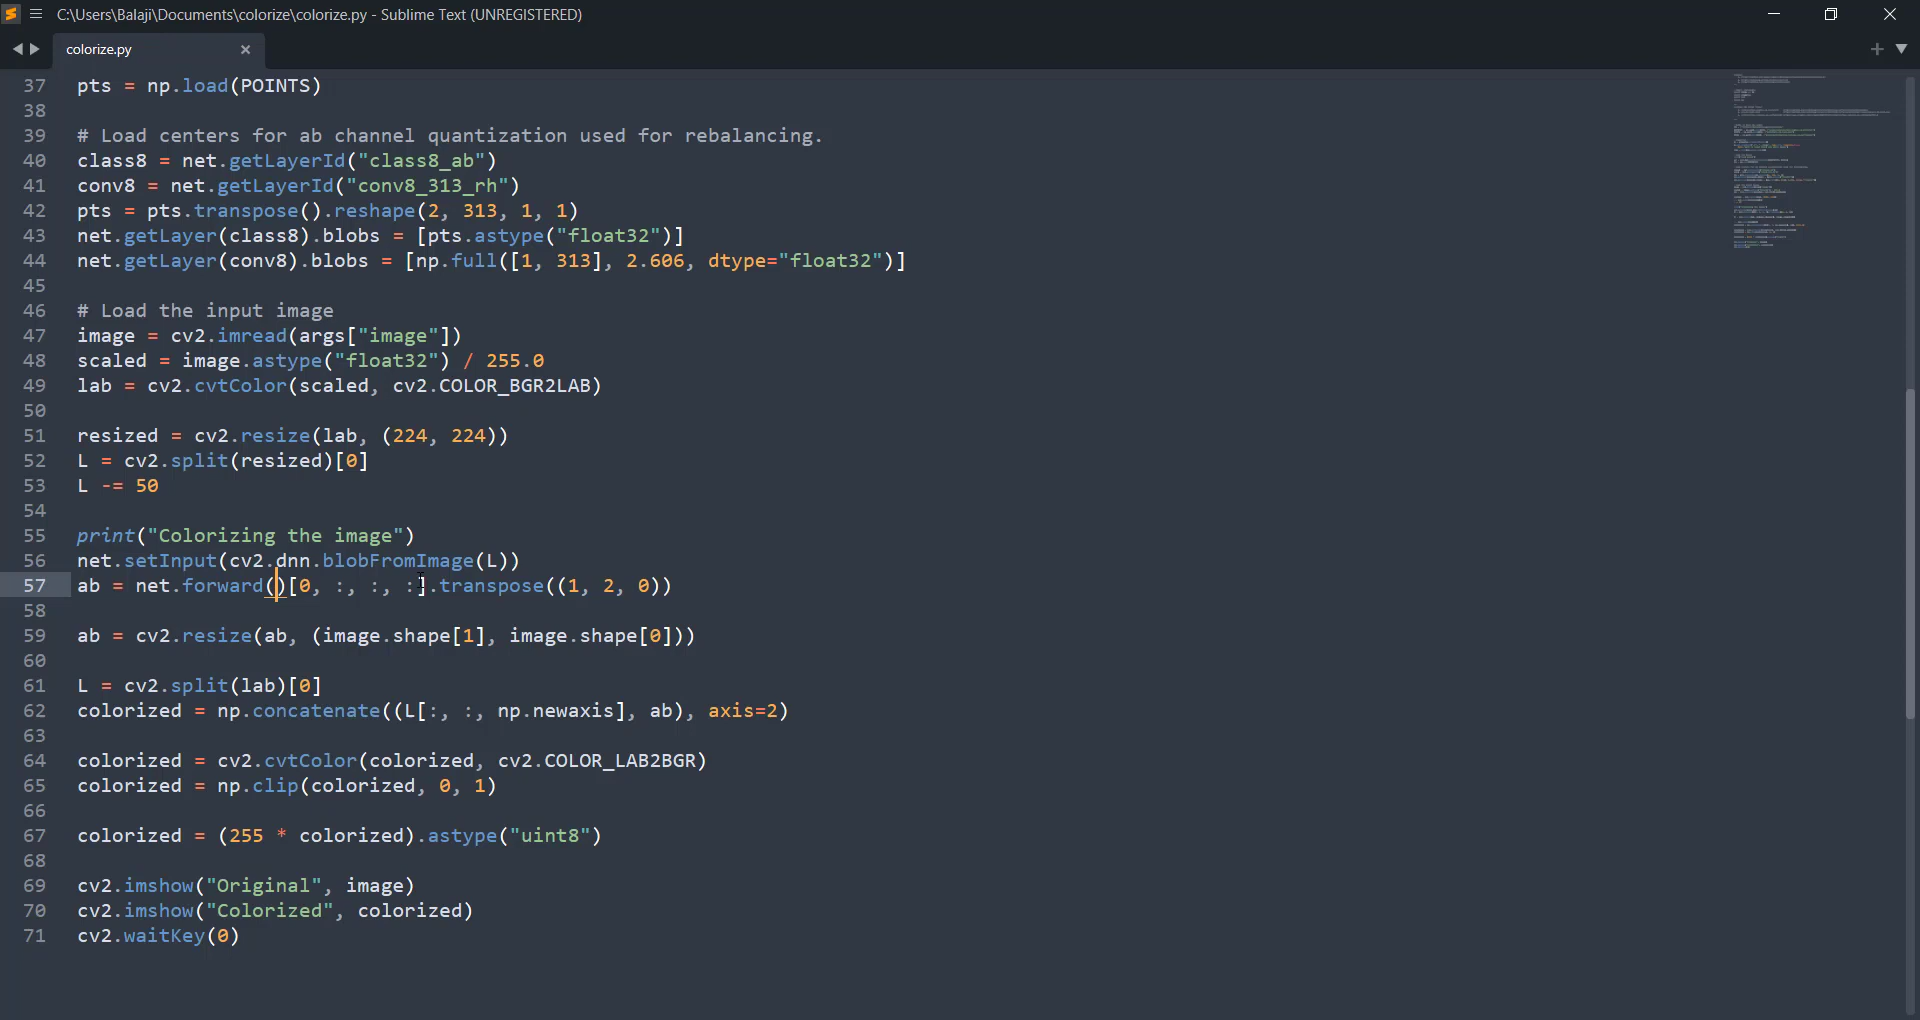 C:\Users\Balaji\Documents\colorize\colorize.py - Sublime Text (UNREGISTERED)
colorize.py
37 pts = np.load(POINTS)
38
39 # Load centers for ab channel quantization used for rebalancing.
40 class8 = net.getLayerId("class8_ab")
41 conv8 = net.getLayerId("conv8_313_rh")
42 pts = pts.transpose().reshape(2, 313, 1, 1)
43 net.getLayer(class8).blobs = [pts.astype("float32")]
44 net.getLayer(conv8).blobs = [np.full([1, 313], 2.606, dtype="float32")]
45
46 # Load the input image
47 image = cv2.imread(args["image"])
48 scaled = image.astype("float32") / 255.0
49 lab = cv2.cvtColor(scaled, cv2.COLOR_BGR2LAB)
50
51 resized = cv2.resize(lab, (224, 224))
52 L = cv2.split(resized)[0]
53 L -= 50
54
55 print("Colorizing the image")
56 net.setInput(cv2.dnn.blobFromImage(L))
57 ab = net.forward()[0, :, :, :].transpose((1, 2, 0))
58
59 ab = cv2.resize(ab, (image.shape[1], image.shape[0]))
60
61 L = cv2.split(lab)[0]
62 colorized = np.concatenate((L[:, :, np.newaxis], ab), axis=2)
63
64 colorized = cv2.cvtColor(colorized, cv2.COLOR_LAB2BGR)
65 colorized = np.clip(colorized, 0, 1)
66
67 colorized = (255 * colorized).astype("uint8")
68
69 cv2.imshow("Original", image)
70 cv2.imshow("Colorized", colorized)
71 cv2.waitKey(0)